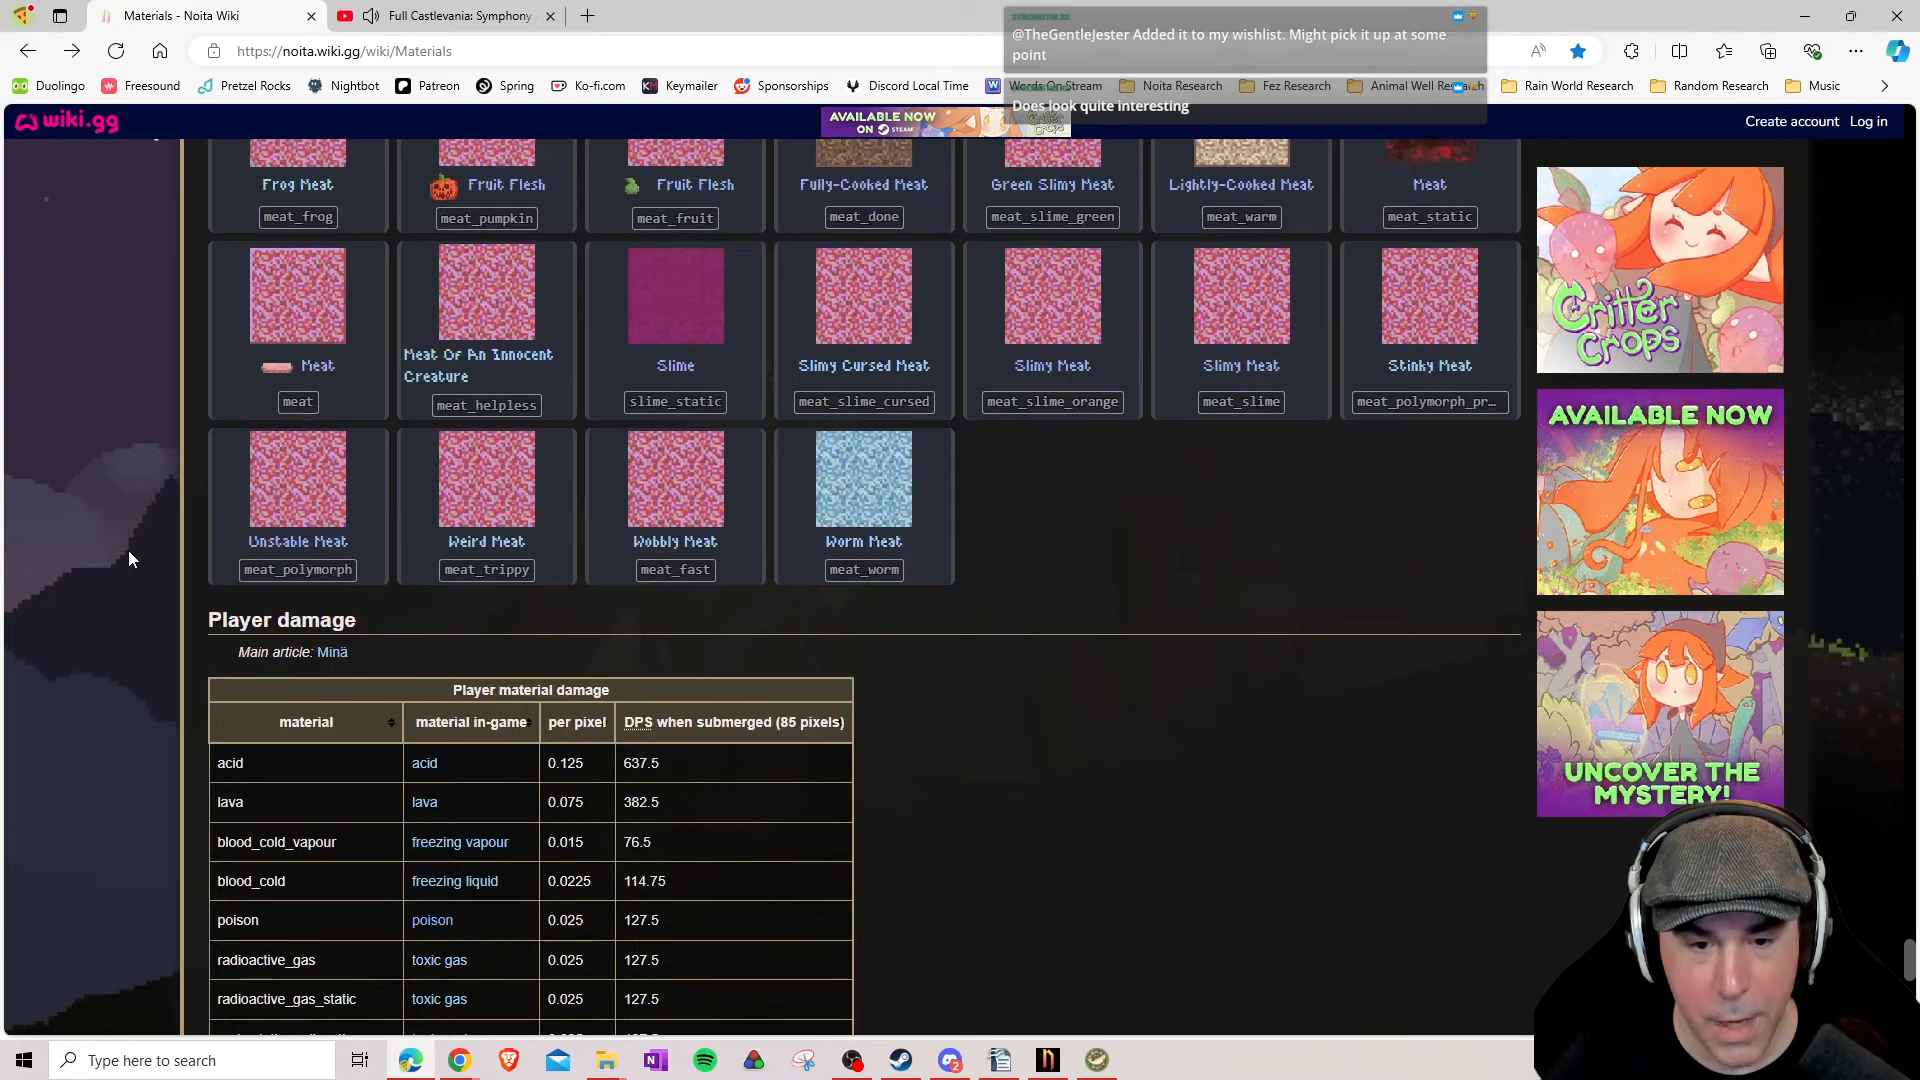 Materials - Noita Wiki
Full Castlevania: Symphony
https://noita.wiki.gg/wiki/Materials
@TheGentleJester Added it to my wishlist. Might pick it up at some
point
Does look quite interesting
Duolingo
Freesound
Pretzel Rocks
Nightbot
Patreon
Spring
Ko-fi.com
Keymailer
Sponsorships
Discord Local Time
Words On Stream
Noita Research
Fez Research
Animal Well Research
Rain World Research
Random Research
Music
wiki.gg
AVAILABLE NOW
ON STEAM
Create account Log in
Frog Meat
meat_frog
Fruit Flesh
meat_pumpkin
Fruit Flesh
meat_fruit
Fully-Cooked Meat
meat_done
Green Slimy Meat
meat_slime_green
Lightly-Cooked Meat
meat_warm
Meat
meat_static
Meat
meat
Meat Of An Innocent
Creature
meat_helpless
Slime
slime_static
Slimy Cursed Meat
meat_slime_cursed
Slimy Meat
meat_slime_orange
Slimy Meat
meat_slime
Stinky Meat
meat_polymorph_pr...
Unstable Meat
meat_polymorph
Weird Meat
meat_trippy
Wobbly Meat
meat_fast
Worm Meat
meat_worm
Critter
Crops
AVAILABLE NOW
UNCOVER THE
MYSTERY!
Player damage
Main article: Minä
Player material damage
material material in-game per pixel DPS when submerged (85 pixels)
acid acid 0.125 637.5
lava lava 0.075 382.5
blood_cold_vapour freezing vapour 0.015 76.5
blood_cold freezing liquid 0.0225 114.75
poison poison 0.025 127.5
radioactive_gas toxic gas 0.025 127.5
radioactive_gas_static toxic gas 0.025 127.5
Type here to search
2